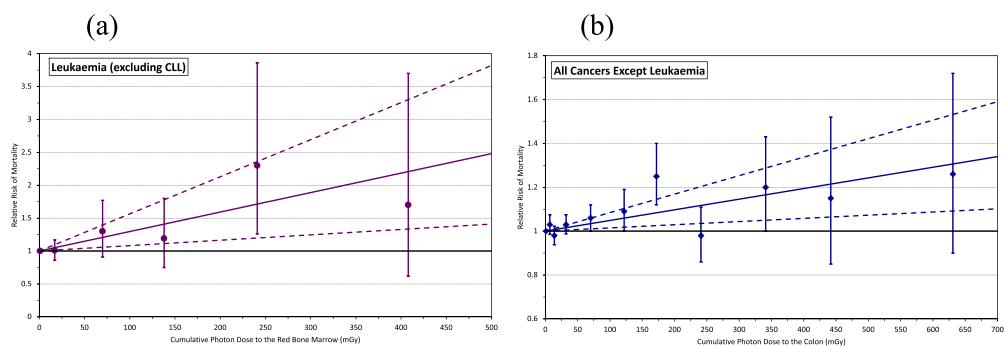 (a)
Leukaemia (excluding CLL)
Relative Risk of Mortality
4
3.5
3
2.5
2
1.5
1
0.5
0
0 50 100 150 200 250 300 350 400 450 500
Cumulative Photon Dose to the Red Bone Marrow (mGy)
(b)
All Cancers Except Leukaemia
Relative Risk of Mortality
1.8
1.6
1.4
1.2
1
0.8
0.6
0 50 100 150 200 250 300 350 400 450 500 550 600 650 700
Cumulative Photon Dose to the Colon (mGy)